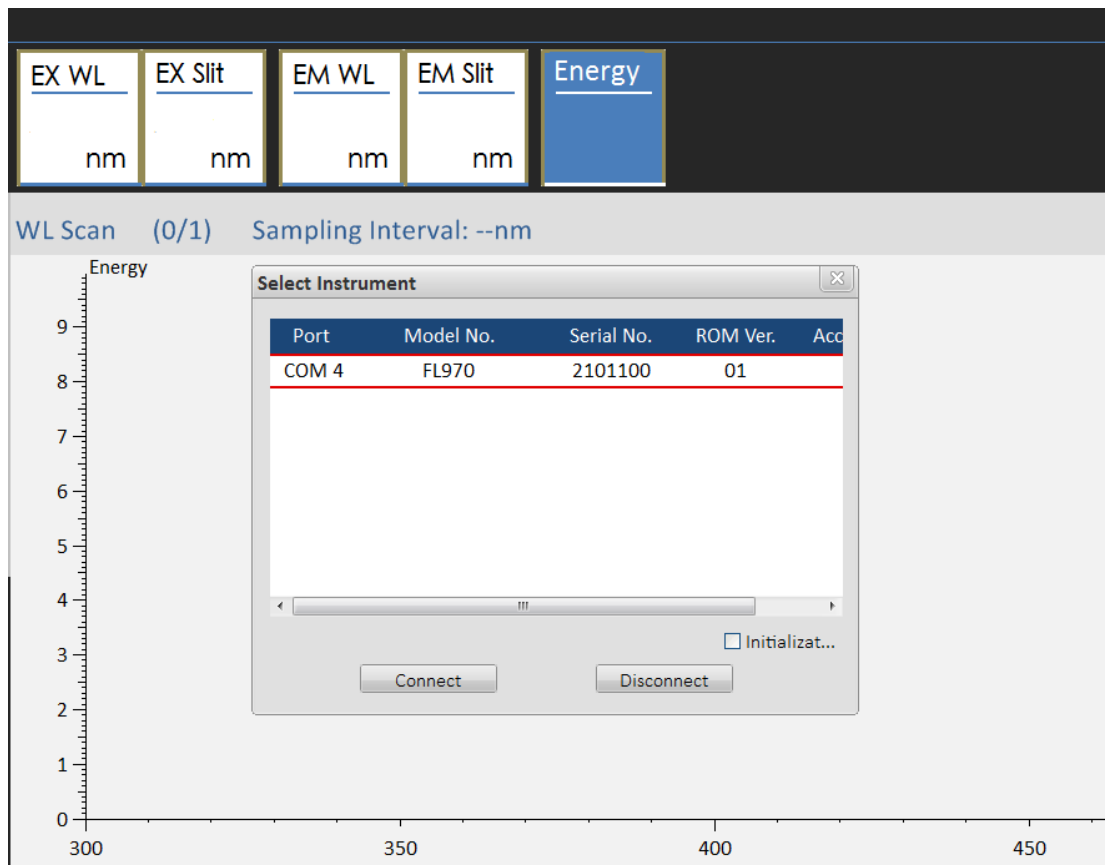 EX WL EX Slit EM WL EM Slit Energy
nm nm nm nm
WL Scan (0/1) Sampling Interval: --nm
Energy
Select Instrument
Port Model No. Serial No. ROM Ver. Acc
COM 4 FL970 2101100 01
Initializat...
Connect Disconnect
9
8
7
6
5
4
3
2
1
0
300 350 400 450